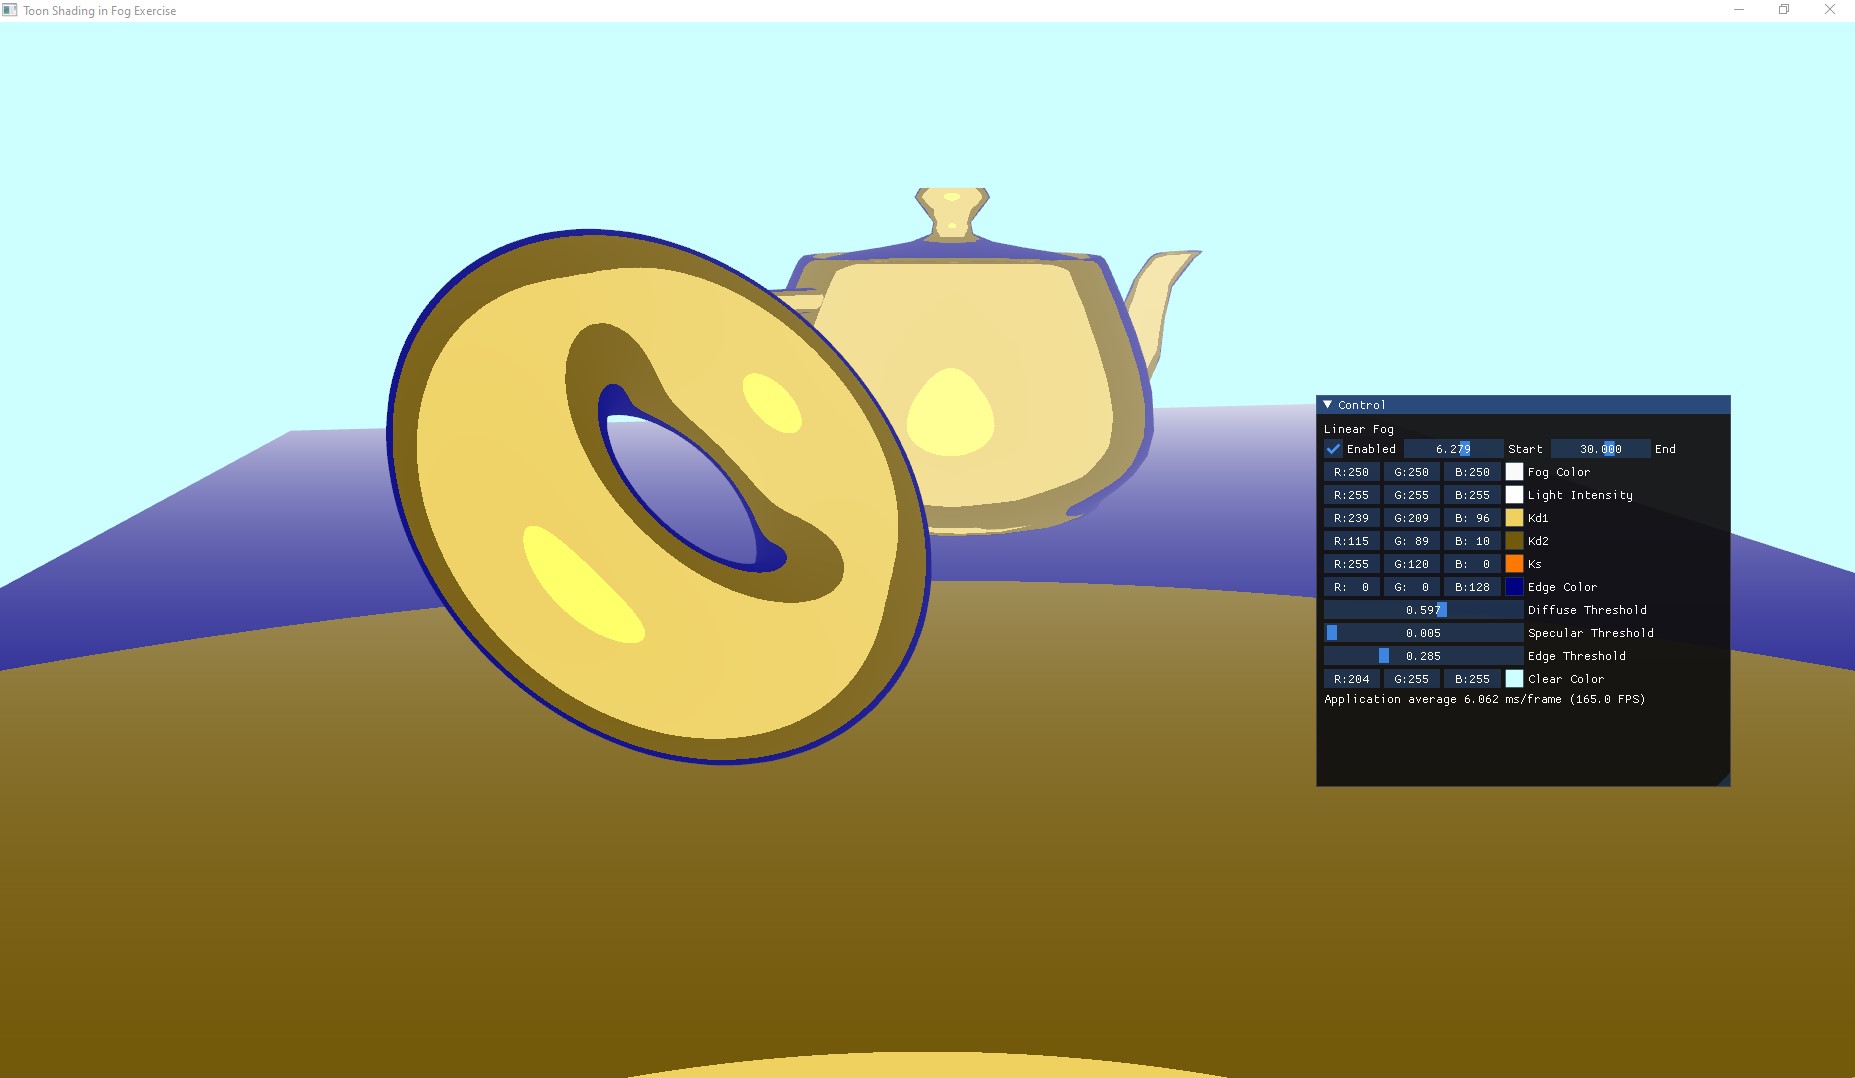 Toon Shading in Fog Exercise
Control
Linear Fog
Enabled 6.279 Start 30.000 End
R:250 G:250 B:250 Fog Color
R:255 G:255 B:255 Light Intensity
R:239 G:209 B: 96 Kd1
R:115 G: 89 B: 10 Kd2
R:255 G:120 B: 0 Ks
R: 0 G: 0 B:128 Edge Color
0.597 Diffuse Threshold
0.005 Specular Threshold
0.285 Edge Threshold
R:204 G:255 B:255 Clear Color
Application average 6.062 ms/frame (165.0 FPS)